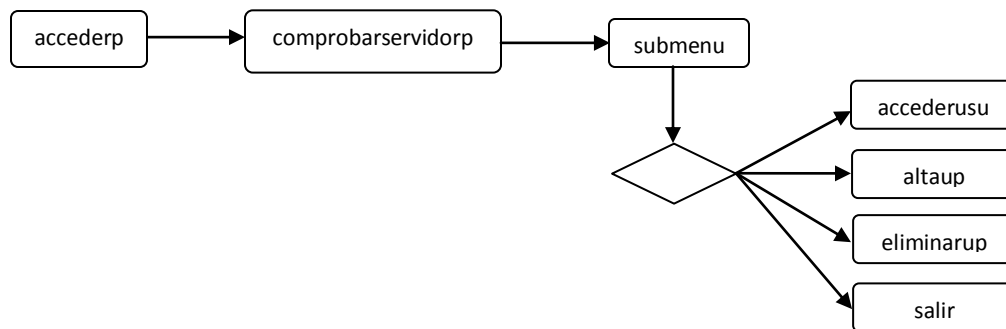 accederp
comprobarservidorp
submenu
accederusu
altaup
eliminarup
salir